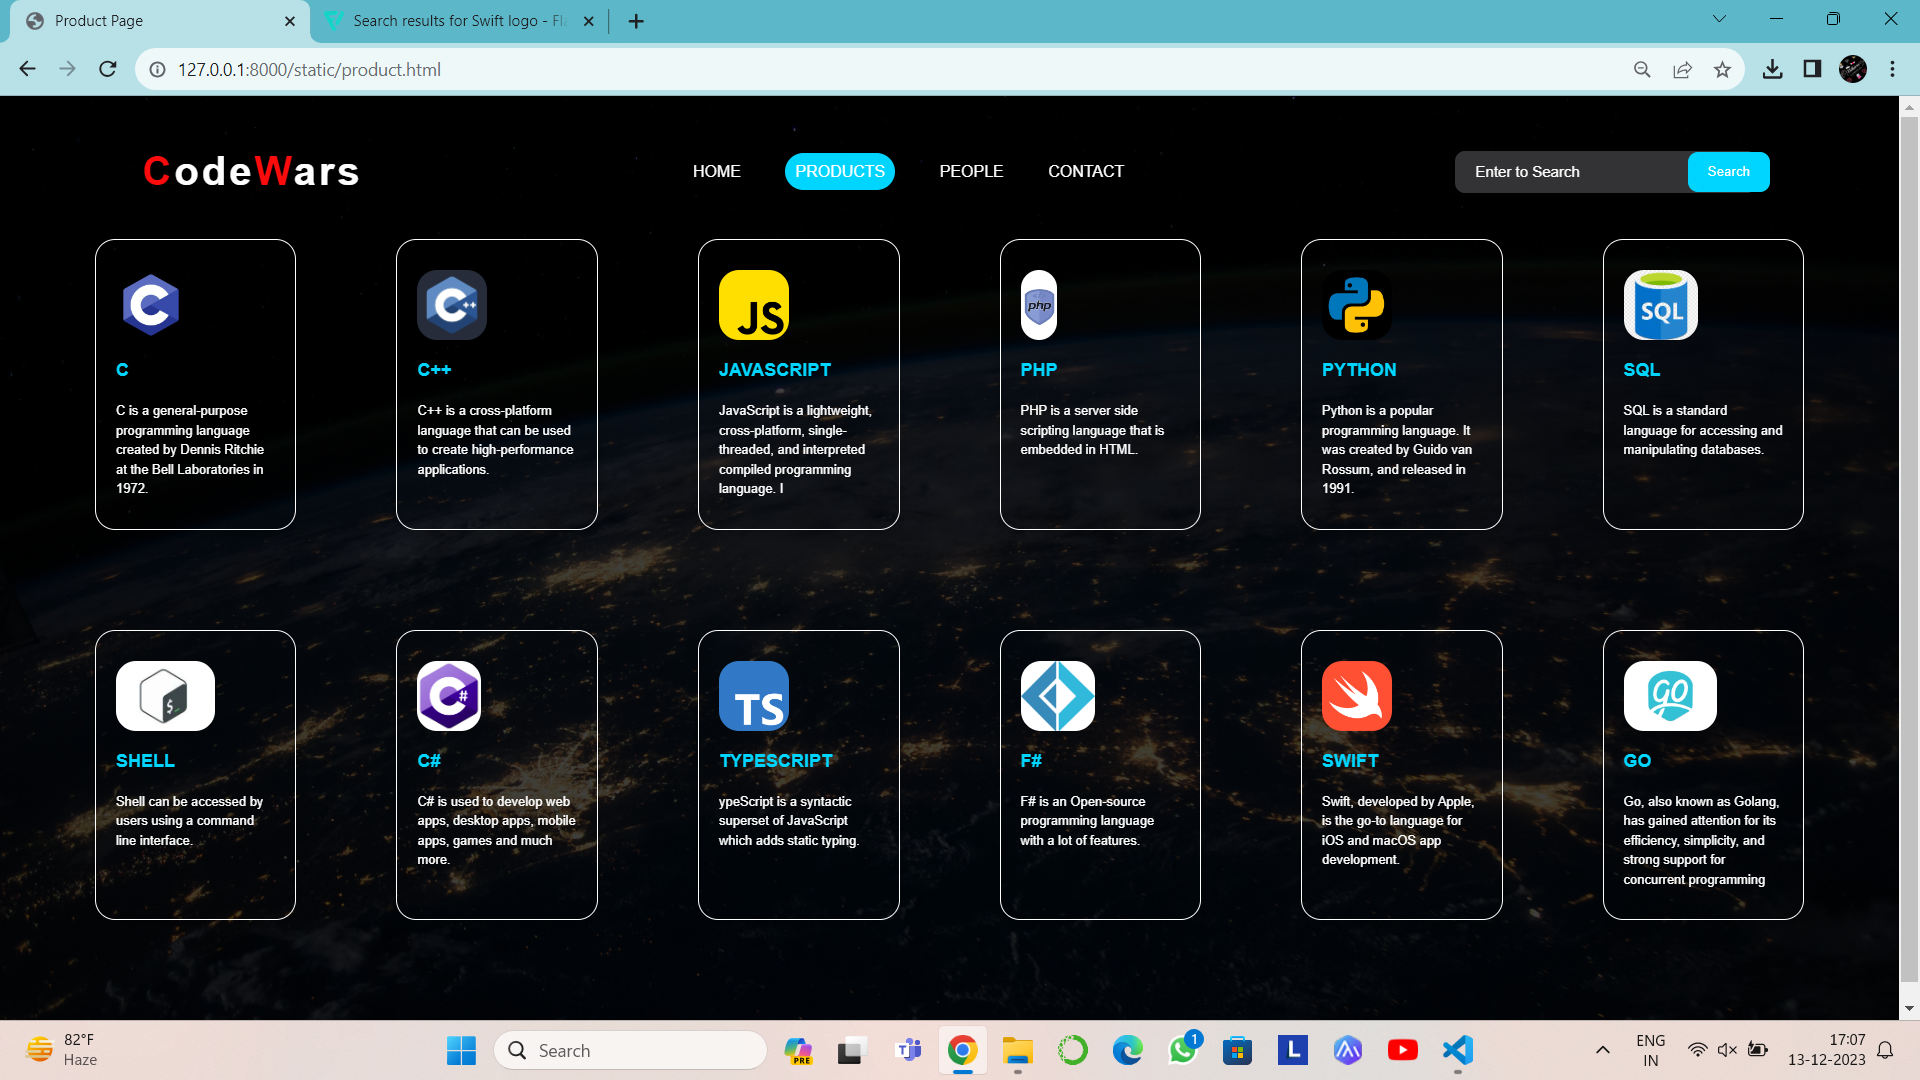 Product Page
Search results for Swift logo - Fla
127.0.0.1:8000/static/product.html
CodeWars
HOME
PRODUCTS
PEOPLE
CONTACT
Enter to Search
Search
C
C is a general-purpose
programming language
created by Dennis Ritchie
at the Bell Laboratories in
1972.
C++
C++
C++ is a cross-platform
language that can be used
to create high-performance
applications.
JS
JAVASCRIPT
JavaScript is a lightweight,
cross-platform, single-
threaded, and interpreted
compiled programming
language. I
php
PHP
PHP is a server side
scripting language that is
embedded in HTML.
PYTHON
Python is a popular
programming language. It
was created by Guido van
Rossum, and released in
1991.
SQL
SQL
SQL is a standard
language for accessing and
manipulating databases.
$_
SHELL
Shell can be accessed by
users using a command
line interface.
C#
C#
C# is used to develop web
apps, desktop apps, mobile
apps, games and much
more.
TS
TYPESCRIPT
ypeScript is a syntactic
superset of JavaScript
which adds static typing.
F#
F# is an Open-source
programming language
with a lot of features.
SWIFT
Swift, developed by Apple,
is the go-to language for
iOS and macOS app
development.
GO
GO
Go, also known as Golang,
has gained attention for its
efficiency, simplicity, and
strong support for
concurrent programming
82°F
Haze
Search
PRE
T
1
L
ENG
IN
17:07
13-12-2023